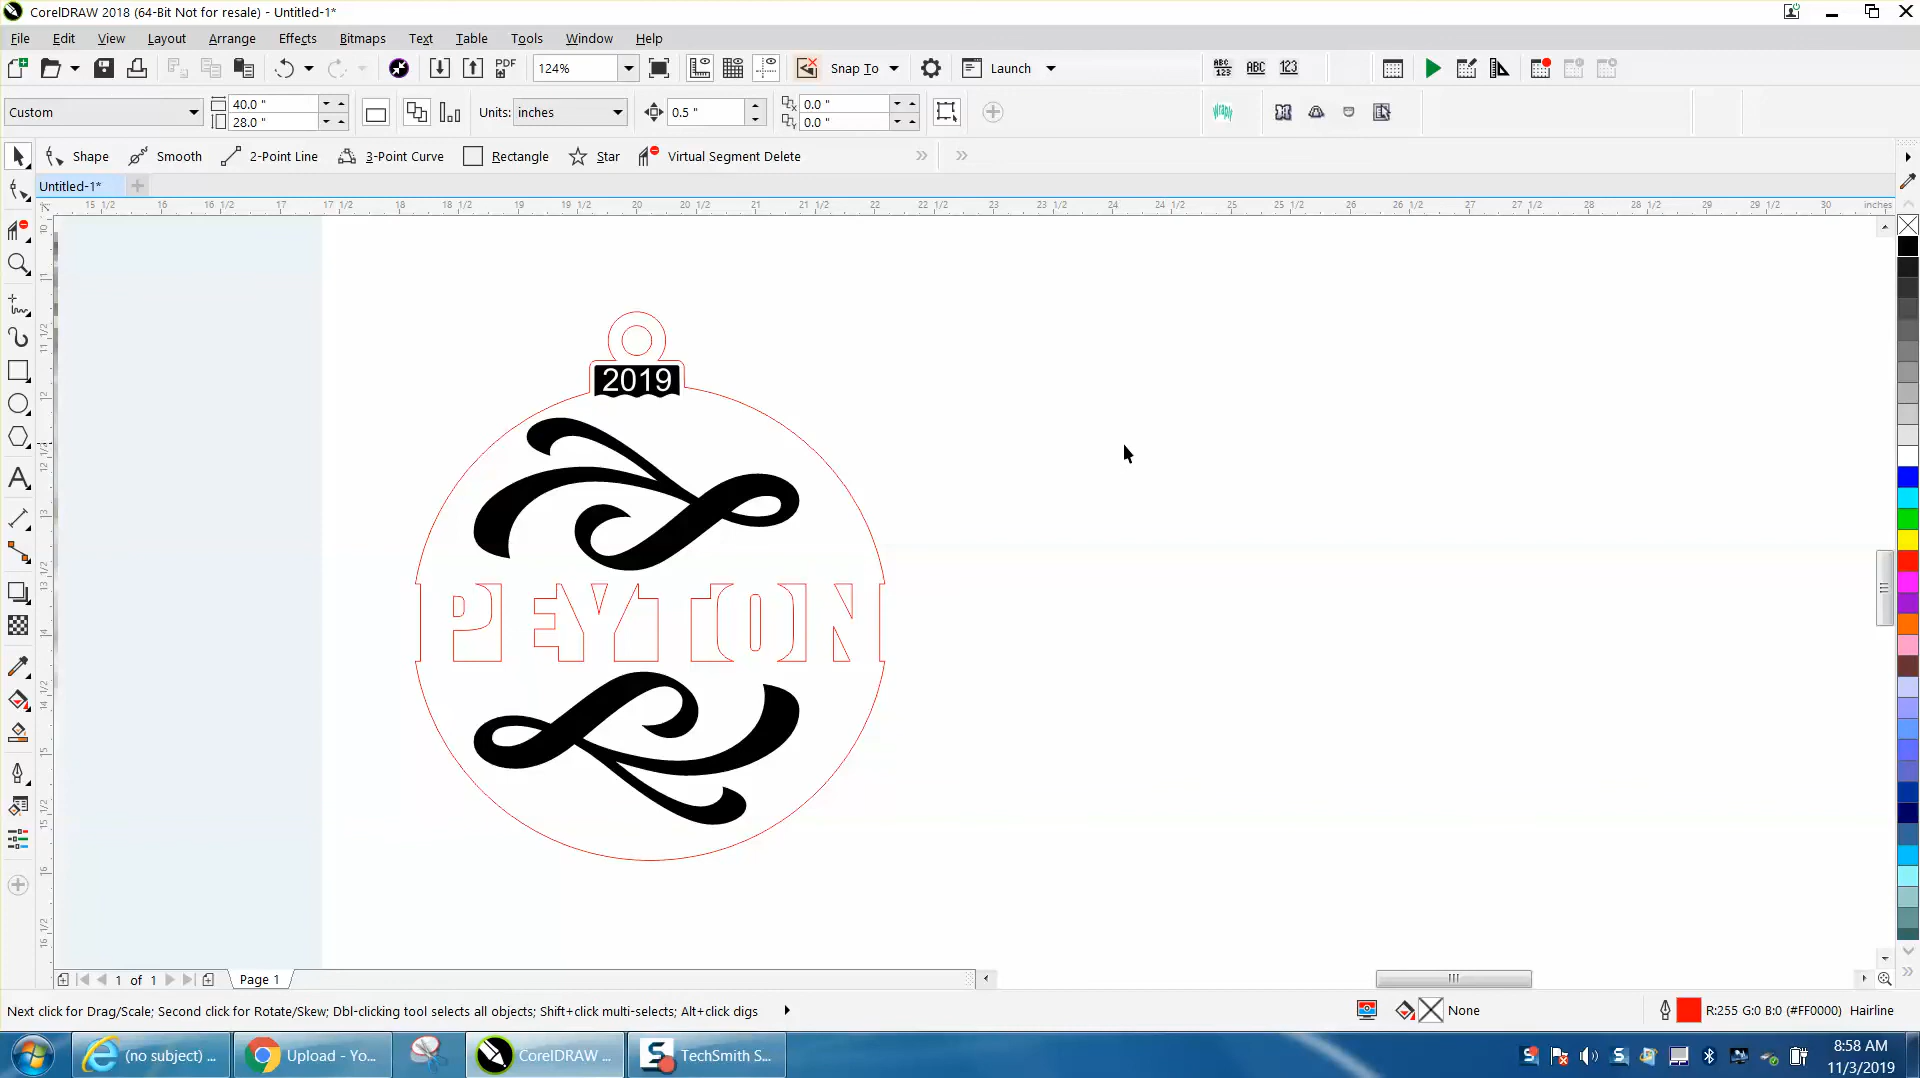 CorelDRAW 2018 (64-Bit Not for resale) - Untitled-1*
File Edit View Layout Arrange Effects Bitmaps Text Table Tools Window Help
PDF 124% Snap To Launch ABC 123 ABC 123
Custom 40.0 " 28.0 " Units: inches 0.5 " 0.0 " 0.0 "
Shape Smooth 2-Point Line 3-Point Curve Rectangle Star Virtual Segment Delete
Untitled-1*
15 1/2 16 16 1/2 17 17 1/2 18 18 1/2 19 19 1/2 20 20 1/2 21 21 1/2 22 22 1/2 23 23 1/2 24 24 1/2 25 25 1/2 26 26 1/2 27 27 1/2 28 28 1/2 29 29 1/2 30 inches
2019
PEYTON
1 of 1 Page 1
Next click for Drag/Scale; Second click for Rotate/Skew; Dbl-clicking tool selects all objects; Shift+click multi-selects; Alt+click digs None R:255 G:0 B:0 (#FF0000) Hairline
(no subject) ... Upload - Yo... CorelDRAW ... TechSmith S... 8:58 AM
11/3/2019